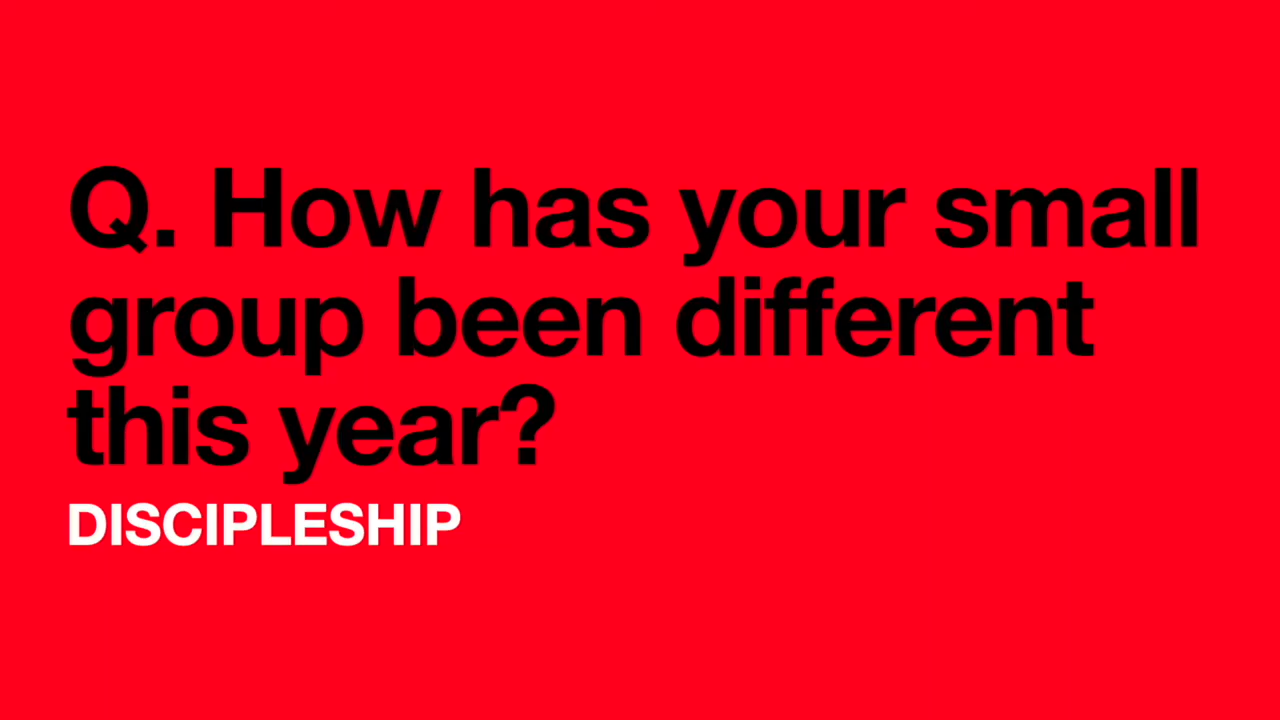 Q. How has your small
group been different
this year?
DISCIPLESHIP